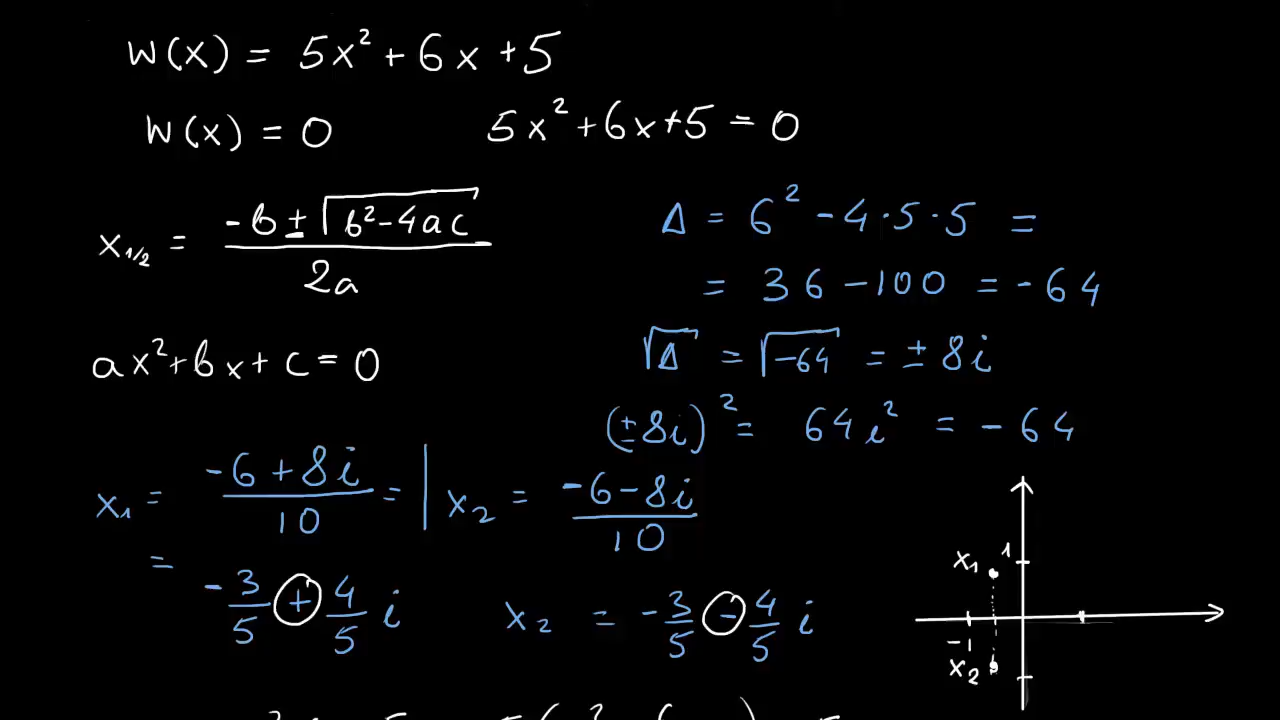 W(x) = 5x² + 6x + 5
W(x) = 0    5x² + 6x + 5 = 0
x₁/₂ = (-b ± √(b² - 4ac)) / 2a
Δ = 6² - 4·5·5 =
= 36 - 100 = -64
ax² + bx + c = 0
√Δ = √-64 = ± 8i
(±8i)² = 64i² = -64
x₁ = (-6 + 8i)/10 = | x₂ = (-6 - 8i)/10
= -3/5 + 4/5 i    x₂ = -3/5 - 4/5 i
x₁ 1
-1
x₂